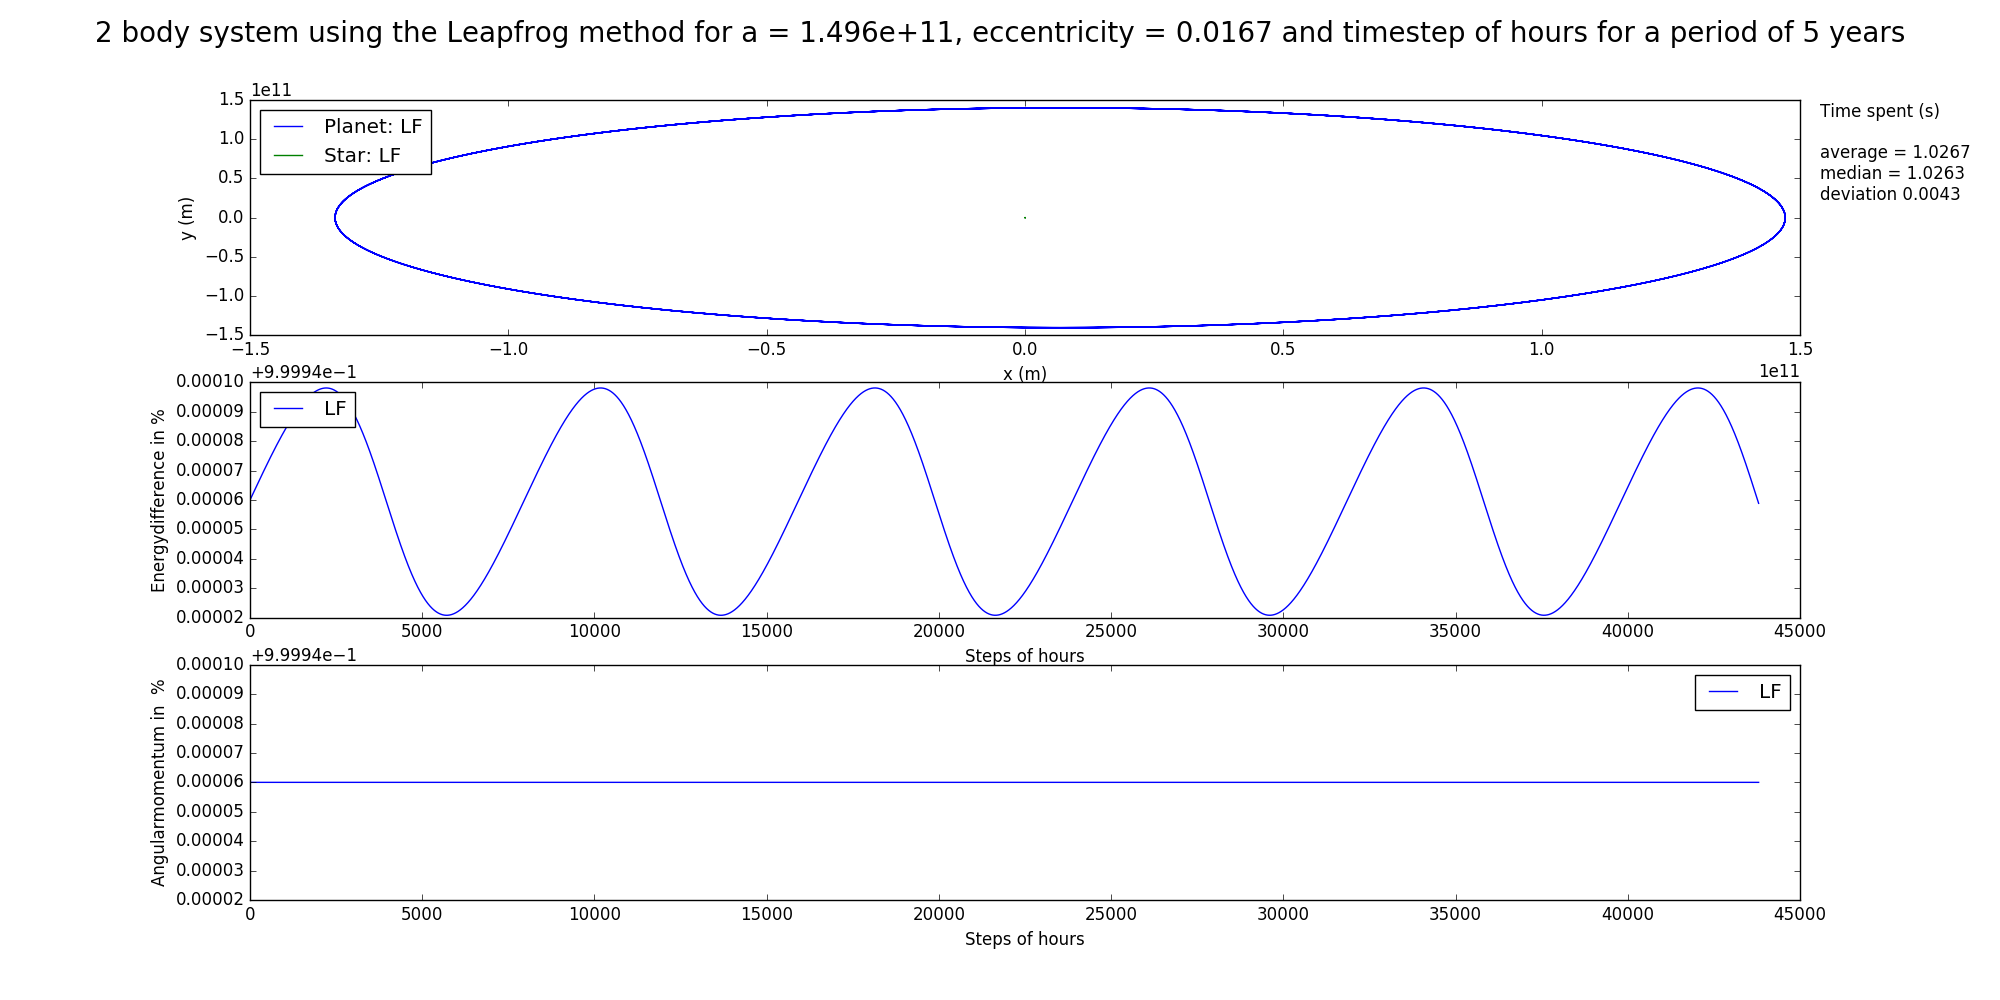 2 body system using the Leapfrog method for a = 1.496e+11, eccentricity = 0.0167 and timestep of hours for a period of 5 years
1e11
1.5
1.0
0.5
0.0
−0.5
−1.0
−1.5
y (m)
Planet: LF
Star: LF
−1.5 −1.0 −0.5 0.0 0.5 1.0 1.5
x (m)
1e11
Time spent (s)
average = 1.0267
median = 1.0263
deviation 0.0043
+9.9994e−1
0.00010
0.00009
0.00008
0.00007
0.00006
0.00005
0.00004
0.00003
0.00002
Energydifference in %
LF
0 5000 10000 15000 20000 25000 30000 35000 40000 45000
Steps of hours
+9.9994e−1
0.00010
0.00009
0.00008
0.00007
0.00006
0.00005
0.00004
0.00003
0.00002
Angularmomentum in %
LF
0 5000 10000 15000 20000 25000 30000 35000 40000 45000
Steps of hours